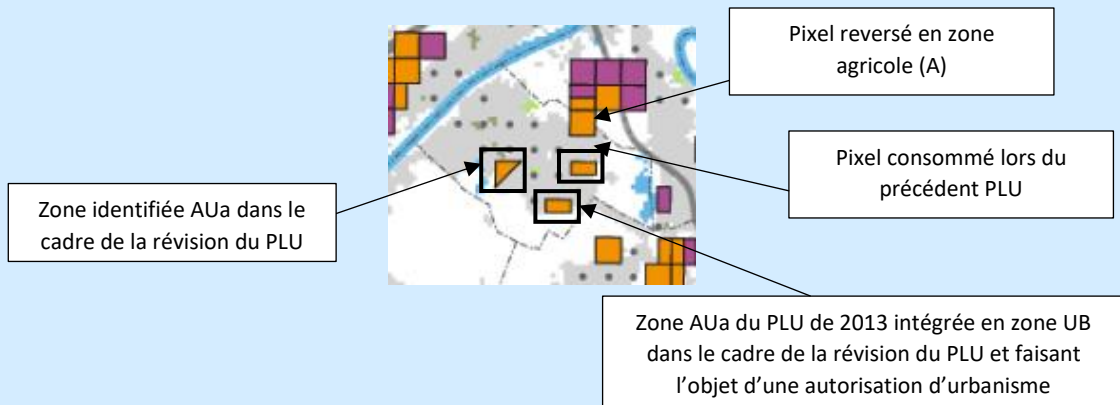 Pixel reversé en zone
agricole (A)
Pixel consommé lors du
précédent PLU
Zone identifiée AUa dans le
cadre de la révision du PLU
Zone AUa du PLU de 2013 intégrée en zone UB
dans le cadre de la révision du PLU et faisant
l’objet d’une autorisation d’urbanisme